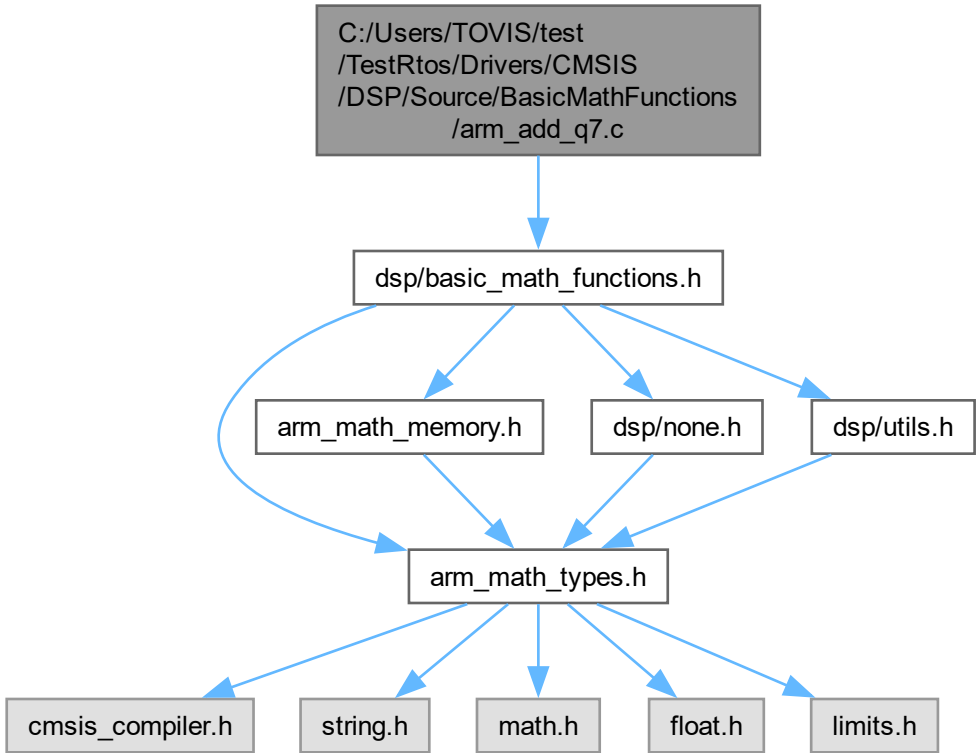 C:/Users/TOVIS/test
/TestRtos/Drivers/CMSIS
/DSP/Source/BasicMathFunctions
/arm_add_q7.c
dsp/basic_math_functions.h
arm_math_memory.h
dsp/none.h
dsp/utils.h
arm_math_types.h
cmsis_compiler.h
string.h
math.h
float.h
limits.h